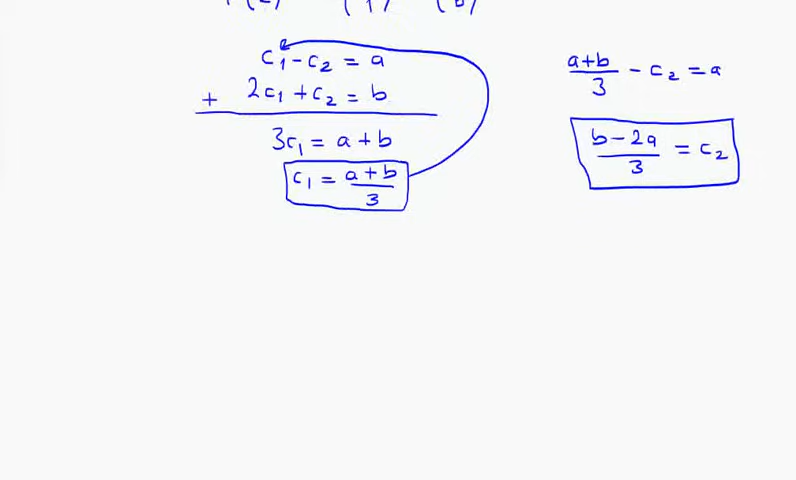 c₁ - c₂ = a
+ 2c₁ + c₂ = b
3c₁ = a + b
c₁ = (a + b)/3
(a+b)/3 - c₂ = a
(b - 2a)/3 = c₂